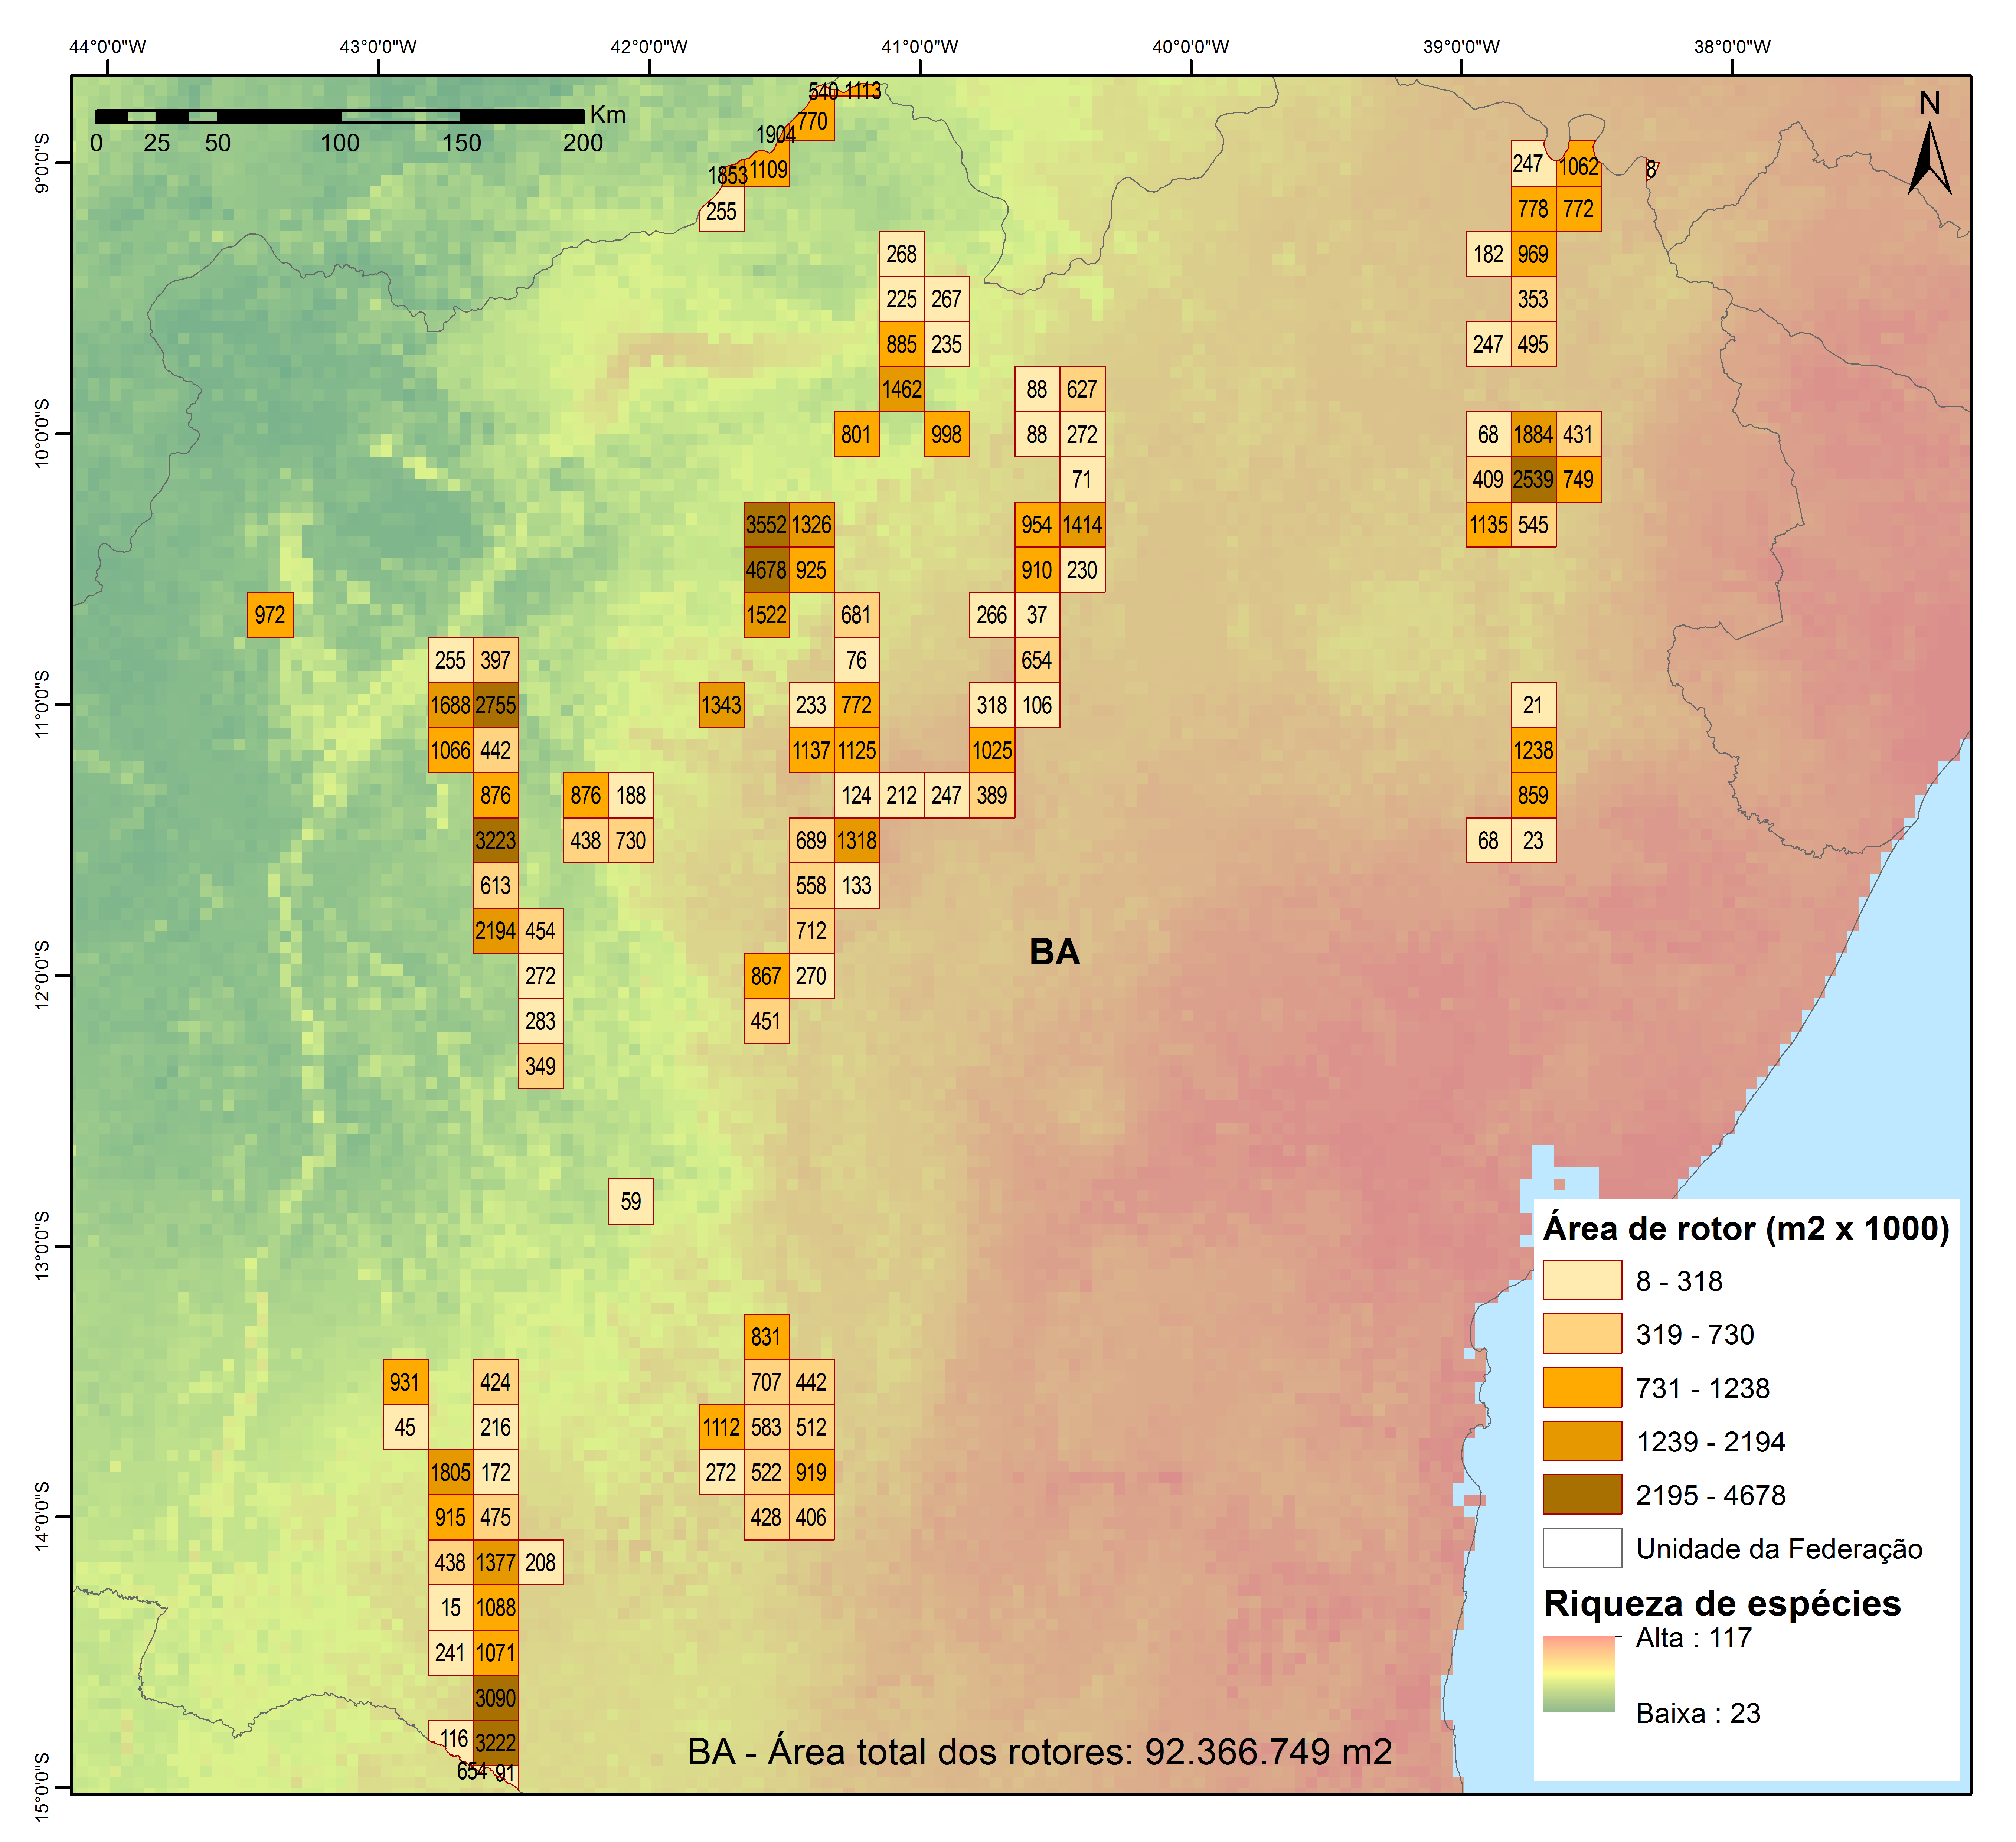 44°0'0"W 43°0'0"W 42°0'0"W 41°0'0"W 40°0'0"W 39°0'0"W 38°0'0"W
540 1113
N
Km
770
0 25 50 100 150 200
1904
9°0'0"S
247 1062 8
1853 1109
255
778 772
268
182 969
225 267
353
885 235
247 495
1462
88 627
10°0'0"S
801 998
88 272
68 1884 431
71
409 2539 749
3552 1326
954 1414
1135 545
4678 925
910 230
972
1522 681
266 37
255 397
76
654
11°0'0"S
1688 2755
1343
233 772
318 106
21
1066 442
1137 1125
1025
1238
876
876 188
124 212 247 389
859
3223
438 730
689 1318
68 23
613
558 133
2194 454
712
BA
12°0'0"S
272
867 270
283
451
349
59
13°0'0"S
Área de rotor (m2 x 1000)
8 - 318
319 - 730
731 - 1238
1239 - 2194
2195 - 4678
Unidade da Federação
Riqueza de espécies
Alta : 117
Baixa : 23
831
931
424
707 442
45
216
1112 583 512
1805 172
272 522 919
14°0'0"S
915 475
428 406
438 1377 208
15 1088
241 1071
3090
116 3222
654 91
15°0'0"S
BA - Área total dos rotores: 92.366.749 m2